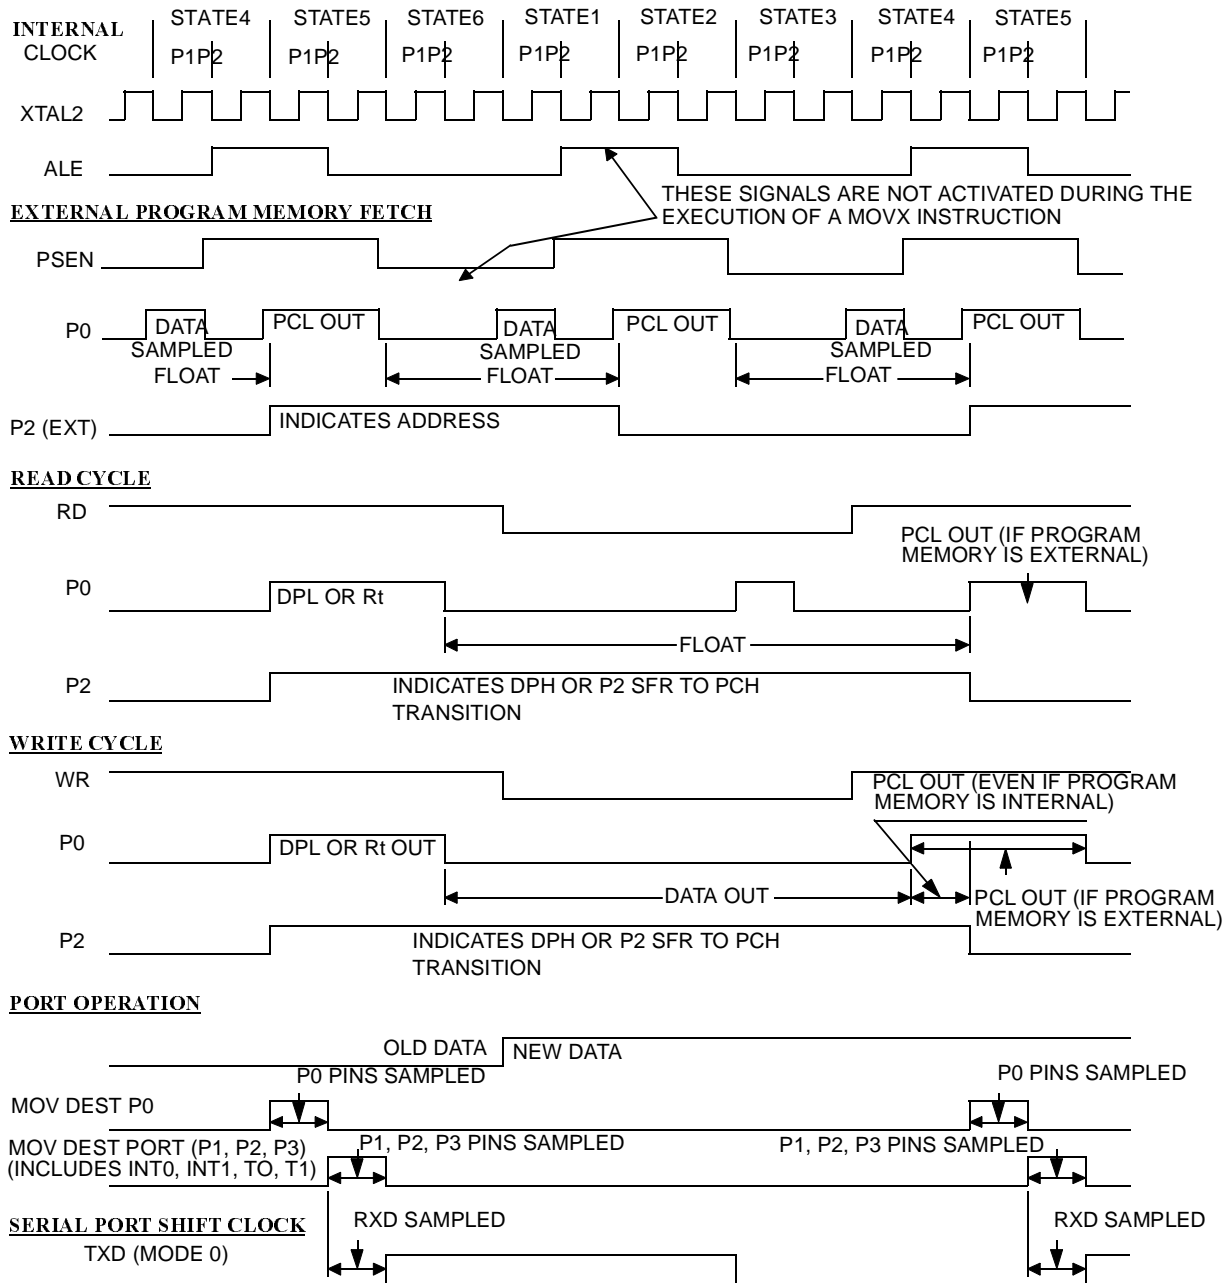 INTERNAL
CLOCK
STATE4 STATE5 STATE6 STATE1 STATE2 STATE3 STATE4 STATE5
P1P2 P1P2 P1P2 P1P2 P1P2 P1P2 P1P2 P1P2
XTAL2
ALE
THESE SIGNALS ARE NOT ACTIVATED DURING THE
EXECUTION OF A MOVX INSTRUCTION
EXTERNAL PROGRAM MEMORY FETCH
PSEN
P0
DATA PCL OUT DATA PCL OUT DATA PCL OUT
SAMPLED SAMPLED SAMPLED
FLOAT FLOAT FLOAT
P2 (EXT)
INDICATES ADDRESS
READ CYCLE
RD
PCL OUT (IF PROGRAM
MEMORY IS EXTERNAL)
P0
DPL OR Rt
FLOAT
P2
INDICATES DPH OR P2 SFR TO PCH
TRANSITION
WRITE CYCLE
WR
PCL OUT (EVEN IF PROGRAM
MEMORY IS INTERNAL)
P0
DPL OR Rt OUT
DATA OUT
PCL OUT (IF PROGRAM
MEMORY IS EXTERNAL)
P2
INDICATES DPH OR P2 SFR TO PCH
TRANSITION
PORT OPERATION
OLD DATA NEW DATA
P0 PINS SAMPLED P0 PINS SAMPLED
MOV DEST P0
MOV DEST PORT (P1, P2, P3)
(INCLUDES INT0, INT1, TO, T1)
P1, P2, P3 PINS SAMPLED P1, P2, P3 PINS SAMPLED
SERIAL PORT SHIFT CLOCK
TXD (MODE 0)
RXD SAMPLED RXD SAMPLED